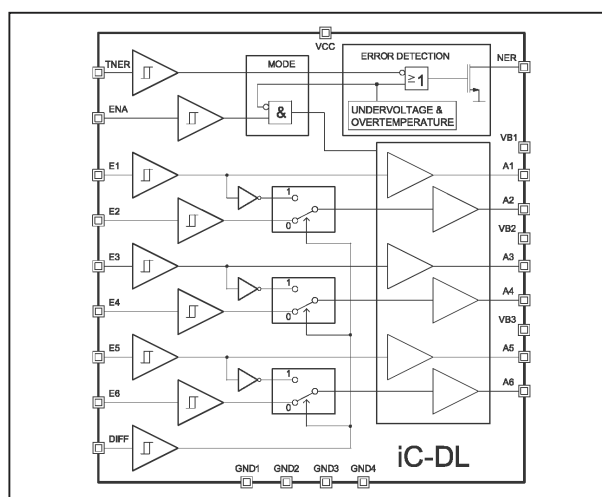 VCC
TNER
ERROR DETECTION
NER
MODE
≥1
ENA
&
UNDERVOLTAGE &
OVERTEMPERATURE
VB1
E1
A1
1
E2
0
A2
VB2
E3
A3
1
E4
0
A4
VB3
E5
A5
1
E6
0
A6
DIFF
iC-DL
GND1 GND2 GND3 GND4